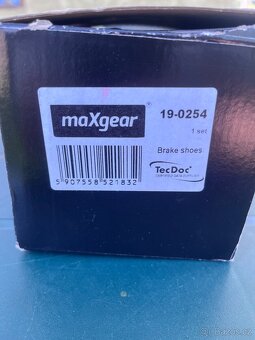 maXgear®
19-0254
1 set
Brake shoes
5 907558 521832
TecDoc